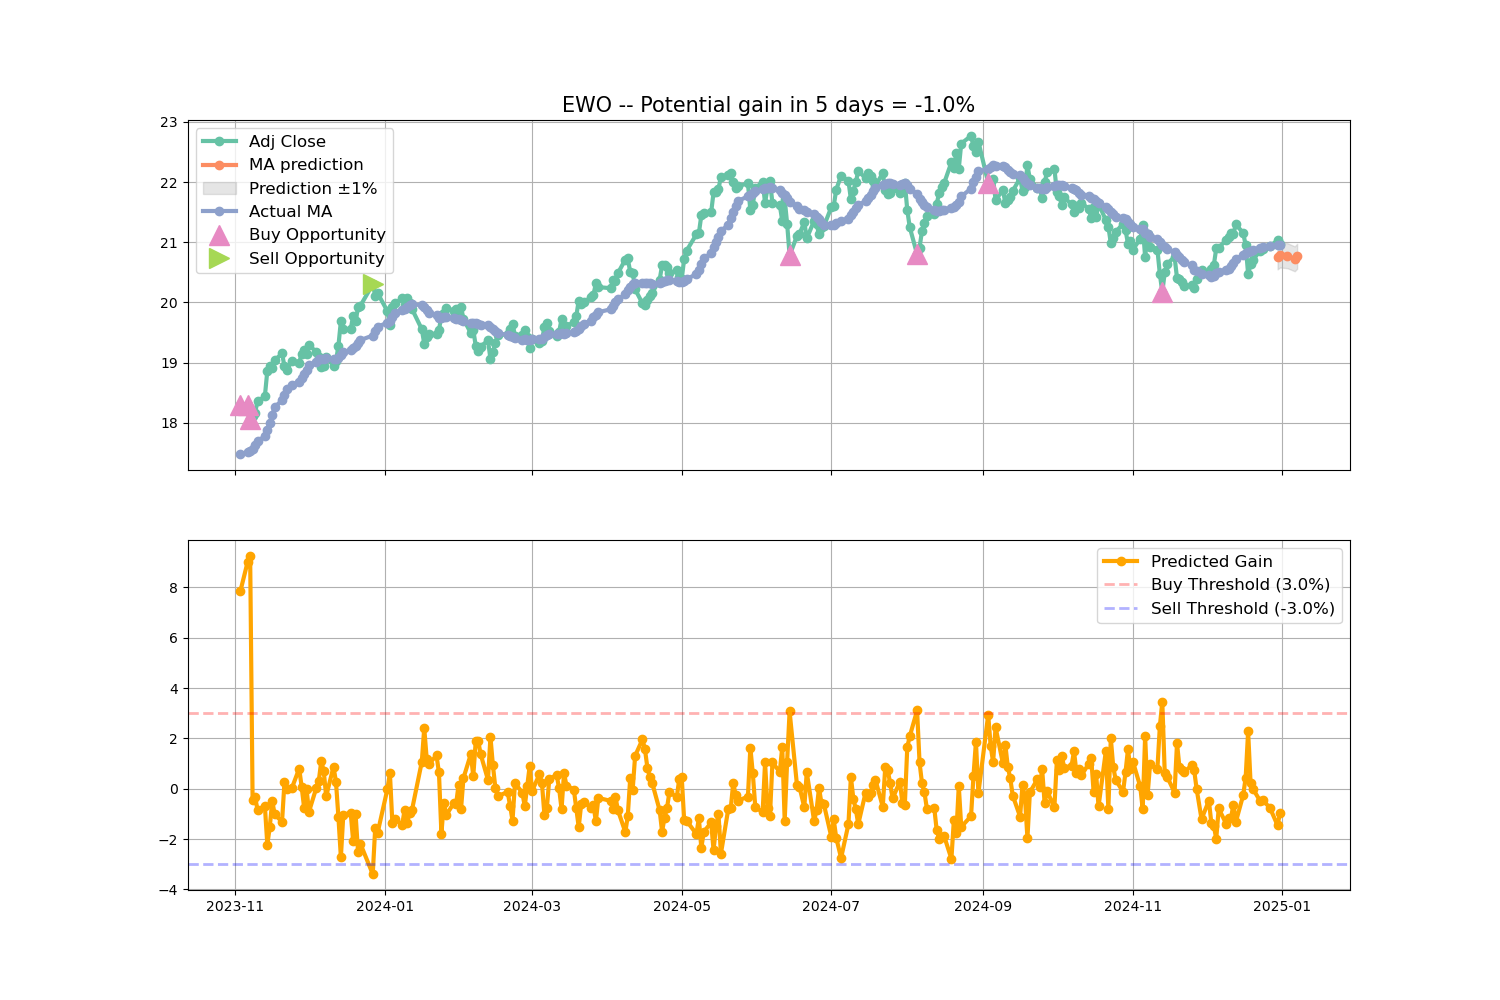 EWO -- Potential gain in 5 days = -1.0%
23
22
21
20
19
18
Adj Close
MA prediction
Prediction ±1%
Actual MA
Buy Opportunity
Sell Opportunity
8
6
4
2
0
−2
−4
Predicted Gain
Buy Threshold (3.0%)
Sell Threshold (-3.0%)
2023-11 2024-01 2024-03 2024-05 2024-07 2024-09 2024-11 2025-01